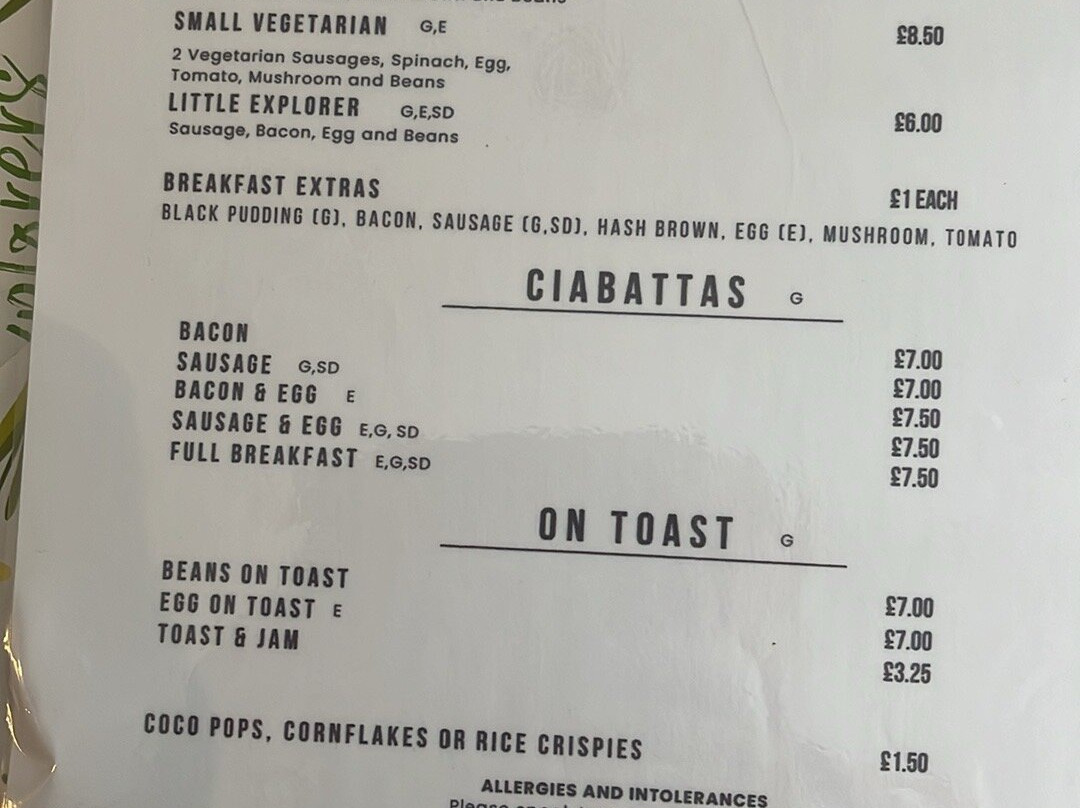 SMALL VEGETARIAN G,E £8.50
2 Vegetarian Sausages, Spinach, Egg,
Tomato, Mushroom and Beans
LITTLE EXPLORER G,E,SD £6.00
Sausage, Bacon, Egg and Beans
BREAKFAST EXTRAS £1 EACH
BLACK PUDDING (G), BACON, SAUSAGE (G,SD), HASH BROWN, EGG (E), MUSHROOM, TOMATO
CIABATTAS G
BACON £7.00
SAUSAGE G,SD £7.00
BACON & EGG E £7.50
SAUSAGE & EGG E,G, SD £7.50
FULL BREAKFAST E,G,SD £7.50
ON TOAST G
BEANS ON TOAST £7.00
EGG ON TOAST E £7.00
TOAST & JAM £3.25
COCO POPS, CORNFLAKES OR RICE CRISPIES £1.50
ALLERGIES AND INTOLERANCES
Please